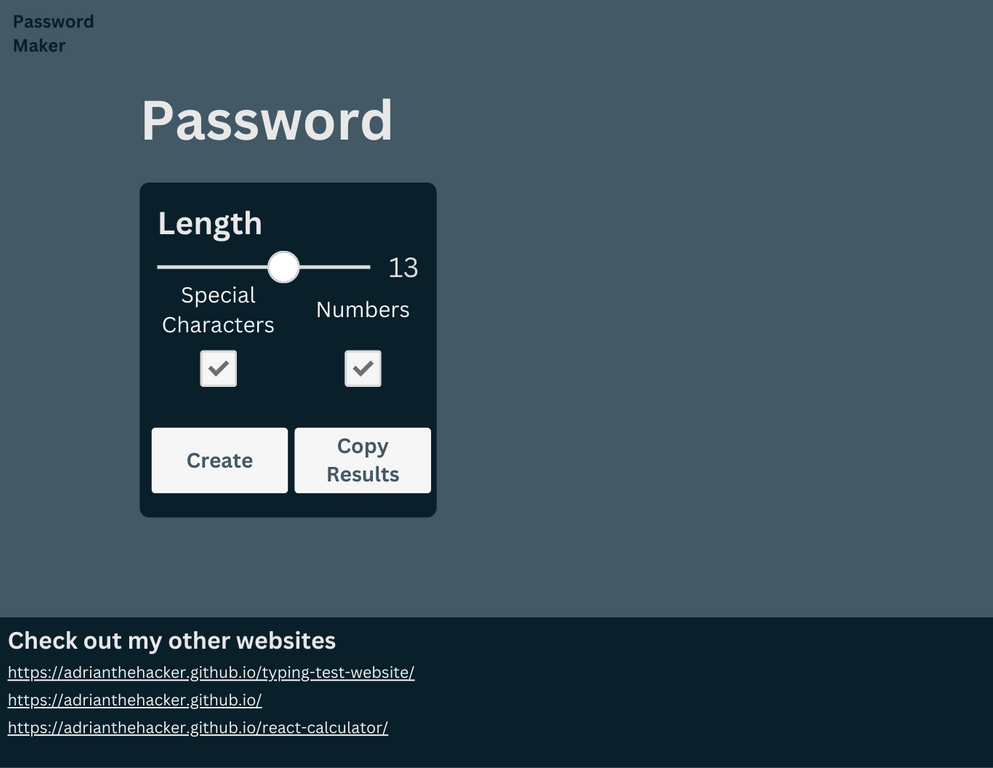 Password
Maker
Password
Length
13
Special
Characters
Numbers
Create
Copy
Results
Check out my other websites
https://adrianthehacker.github.io/typing-test-website/
https://adrianthehacker.github.io/
https://adrianthehacker.github.io/react-calculator/